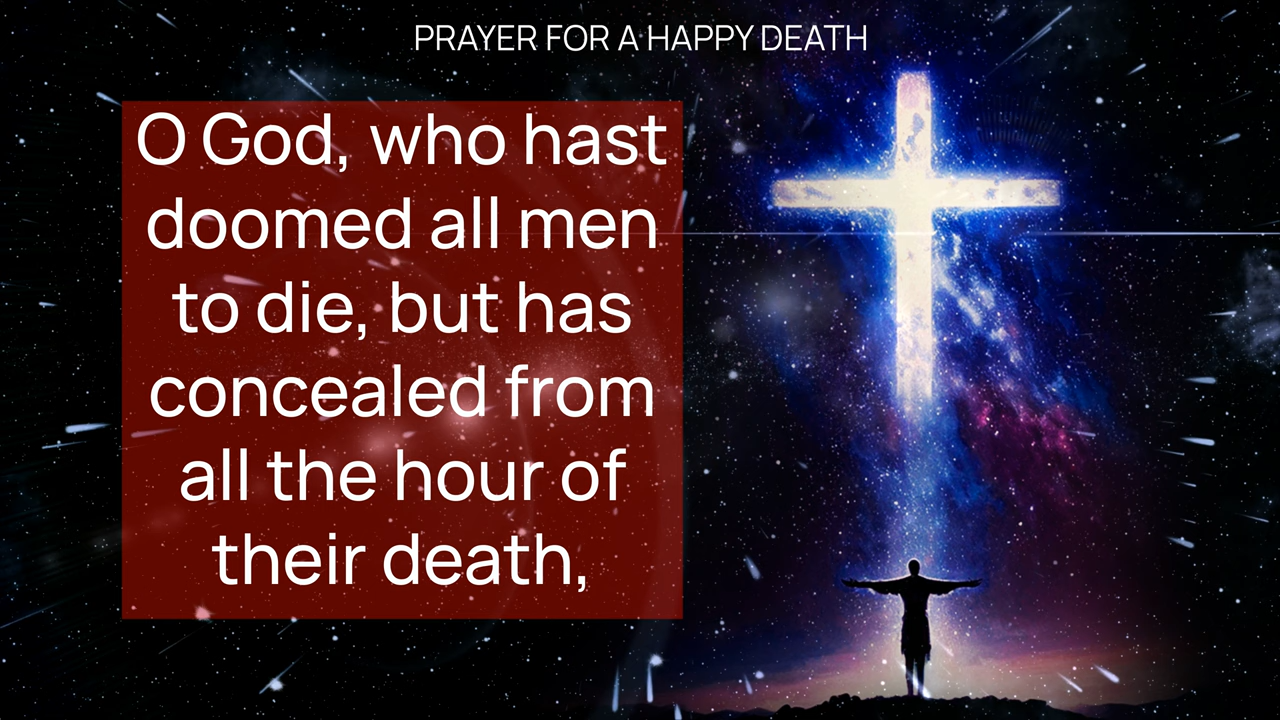 PRAYER FOR A HAPPY DEATH
O God, who hast
doomed all men
to die, but has
concealed from
all the hour of
their death,